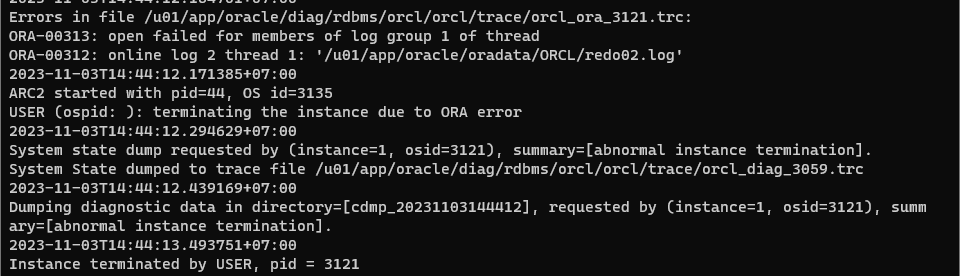 Errors in file /u01/app/oracle/diag/rdbms/orcl/orcl/trace/orcl_ora_3121.trc:
ORA-00313: open failed for members of log group 1 of thread
ORA-00312: online log 2 thread 1: '/u01/app/oracle/oradata/ORCL/redo02.log'
2023-11-03T14:44:12.171385+07:00
ARC2 started with pid=44, OS id=3135
USER (ospid: ): terminating the instance due to ORA error
2023-11-03T14:44:12.294629+07:00
System state dump requested by (instance=1, osid=3121), summary=[abnormal instance termination].
System State dumped to trace file /u01/app/oracle/diag/rdbms/orcl/orcl/trace/orcl_diag_3059.trc
2023-11-03T14:44:12.439169+07:00
Dumping diagnostic data in directory=[cdmp_20231103144412], requested by (instance=1, osid=3121), summ
ary=[abnormal instance termination].
2023-11-03T14:44:13.493751+07:00
Instance terminated by USER, pid = 3121